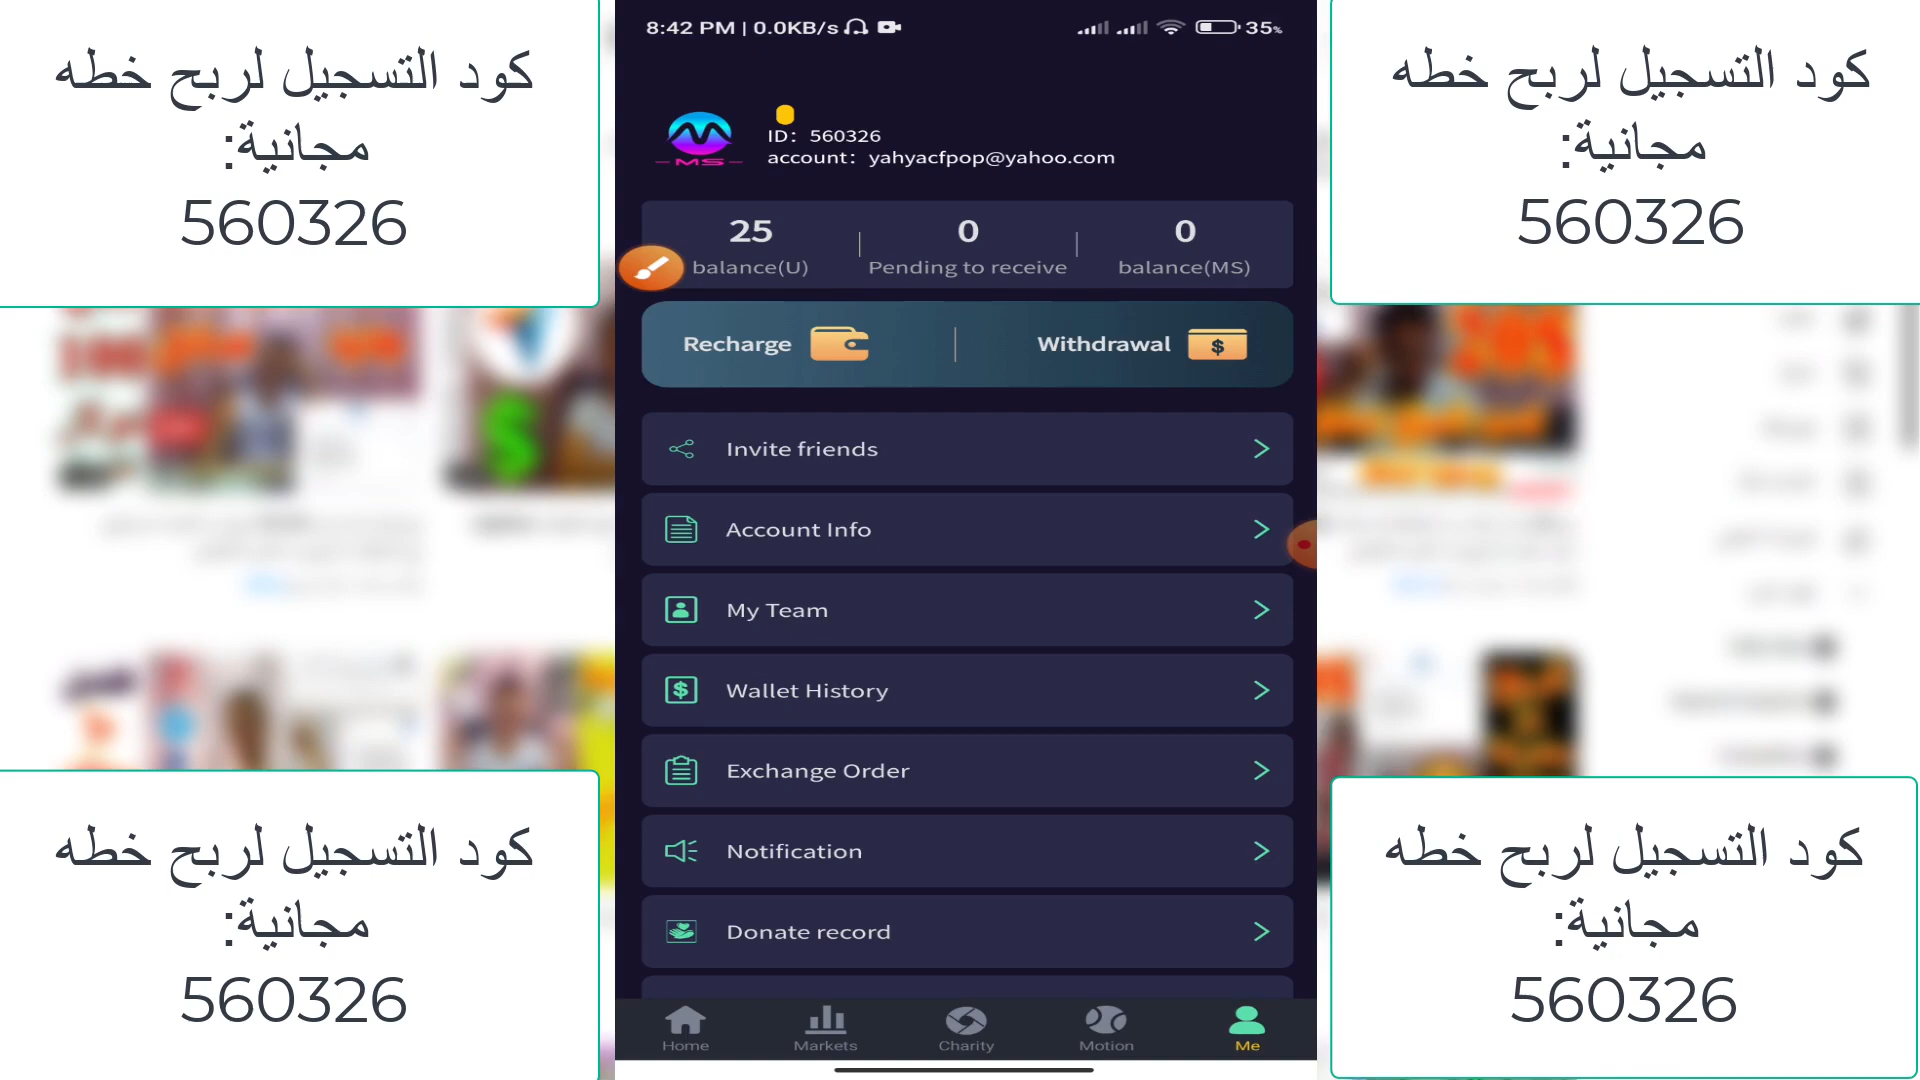 كود التسجيل لربح خطه
مجانية:
560326
كود التسجيل لربح خطه
مجانية:
560326
8:42 PM | 0.0KB/s
35%
MS
ID: 560326
account: yahyacfpop@yahoo.com
25
0
0
balance(U)
Pending to receive
balance(MS)
Recharge
Withdrawal
Invite friends
Account Info
My Team
Wallet History
Exchange Order
Notification
Donate record
Home
Markets
Charity
Motion
Me
كود التسجيل لربح خطه
مجانية:
560326
كود التسجيل لربح خطه
مجانية:
560326